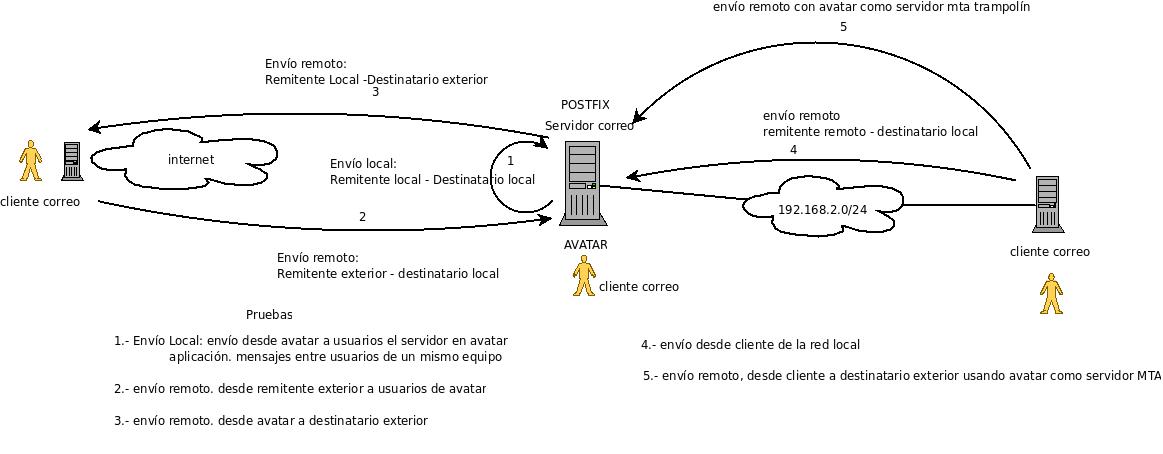 envío remoto con avatar como servidor mta trampolín
5
Envío remoto:
Remitente Local -Destinatario exterior
3
POSTFIX
Servidor correo
envío remoto
remitente remoto - destinatario local
4
internet
Envío local:
Remitente local - Destinatario local
1
cliente correo
2
192.168.2.0/24
AVATAR
cliente correo
cliente correo
Envío remoto:
Remitente exterior - destinatario local
Pruebas
1.- Envío Local: envío desde avatar a usuarios el servidor en avatar
aplicación. mensajes entre usuarios de un mismo equipo
2.- envío remoto. desde remitente exterior a usuarios de avatar
3.- envío remoto. desde avatar a destinatario exterior
4.- envío desde cliente de la red local
5.- envío remoto, desde cliente a destinatario exterior usando avatar como servidor MTA